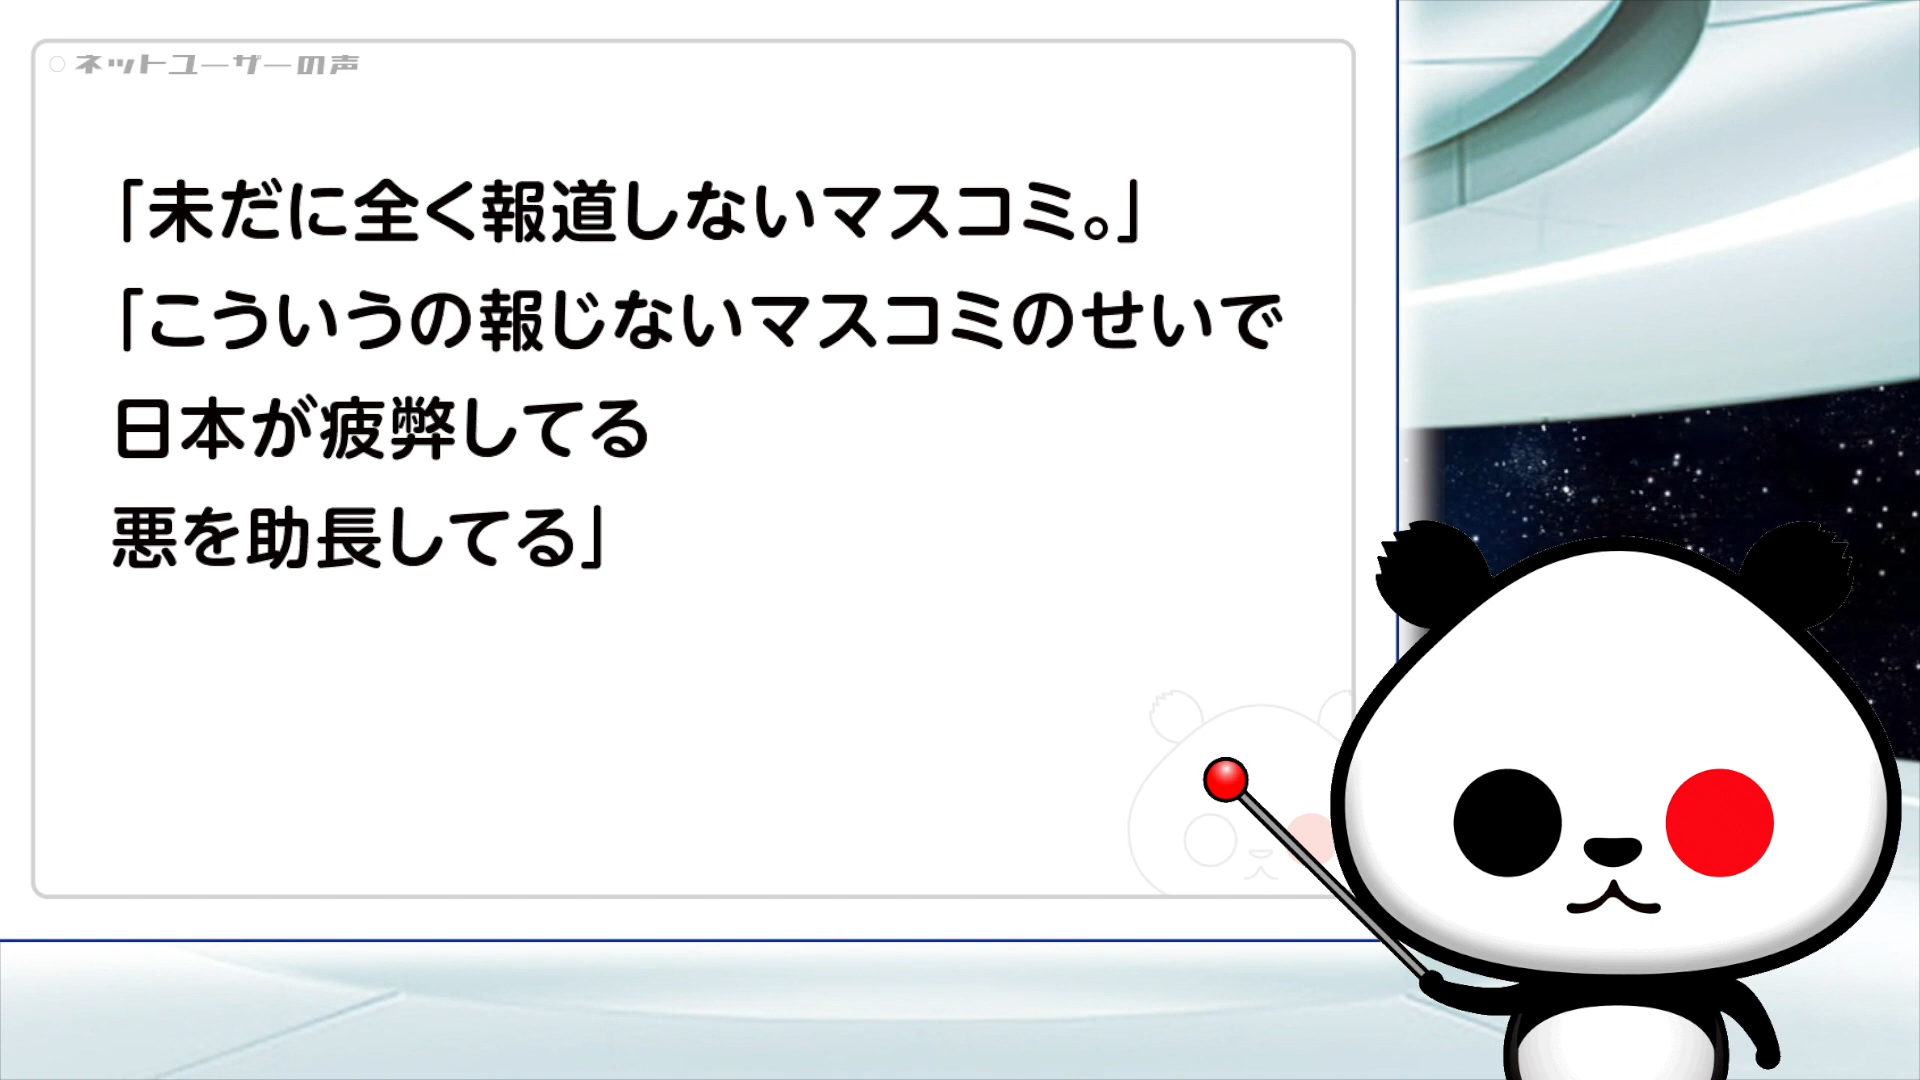 ネットユーザーの声
「未だに全く報道しないマスコミ。」
「こういうの報じないマスコミのせいで
日本が疲弊してる
悪を助長してる」